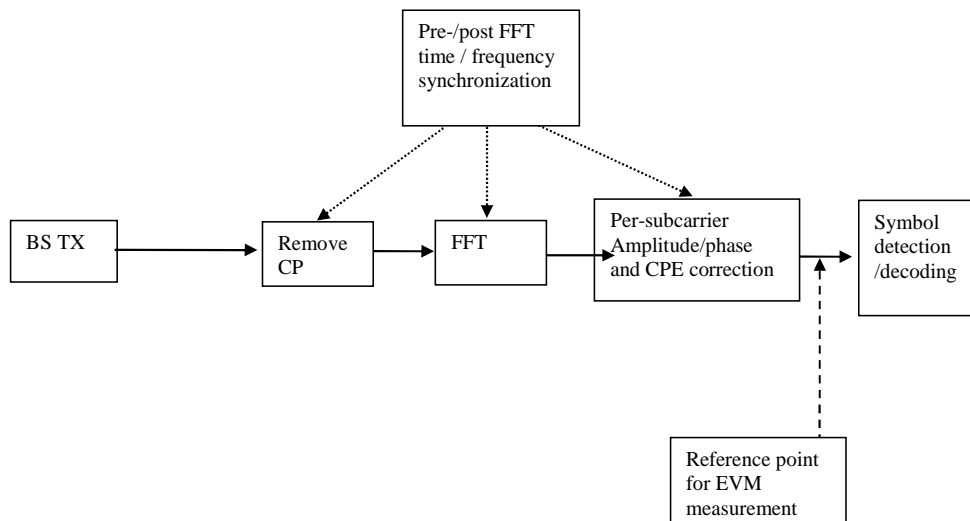 Pre-/post FFT
time / frequency
synchronization
BS TX
Remove
CP
FFT
Per-subcarrier
Amplitude/phase
and CPE correction
Symbol
detection
/decoding
Reference point
for EVM
measurement